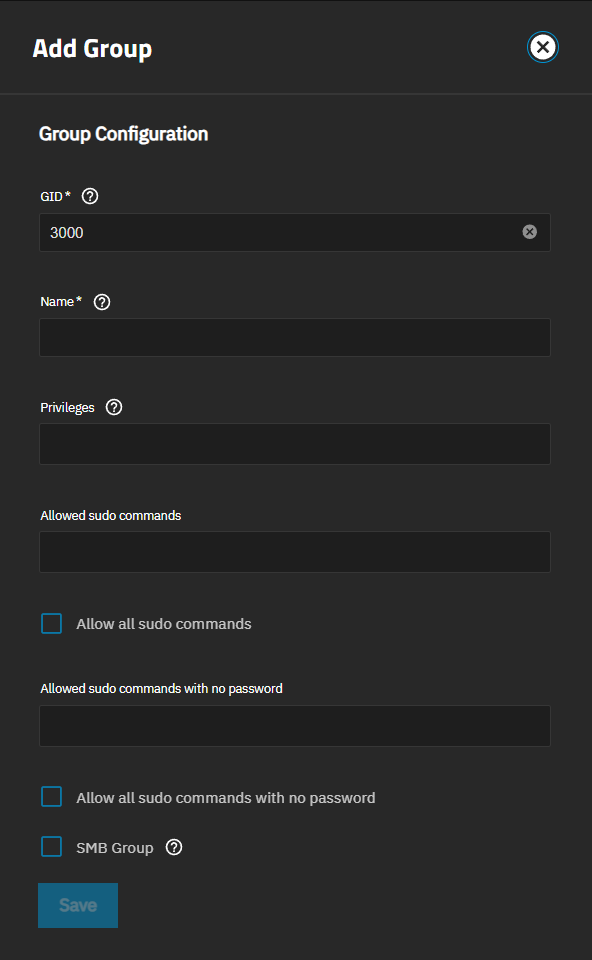 Add Group
Group Configuration
GID *
3000
Name *
Privileges
Allowed sudo commands
Allow all sudo commands
Allowed sudo commands with no password
Allow all sudo commands with no password
SMB Group
Save